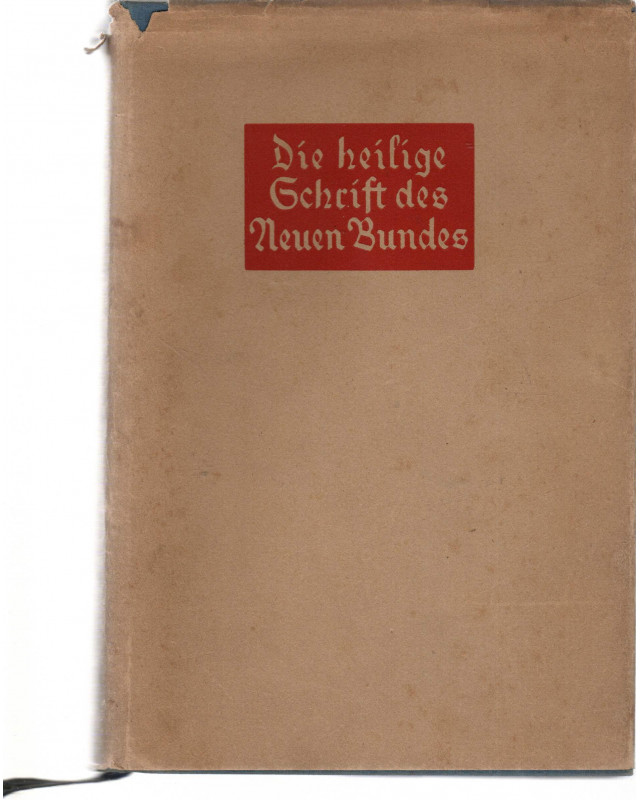 Die heilige
Schrift des
Neuen Bundes